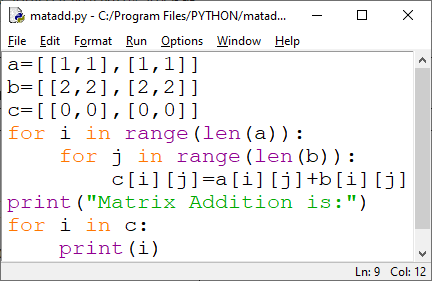 matadd.py - C:/Program Files/PYTHON/matad...
File Edit Format Run Options Window Help
a=[[1,1],[1,1]]
b=[[2,2],[2,2]]
c=[[0,0],[0,0]]
for i in range(len(a)):
    for j in range(len(b)):
        c[i][j]=a[i][j]+b[i][j]
print("Matrix Addition is:")
for i in c:
    print(i)
Ln: 9 Col: 12